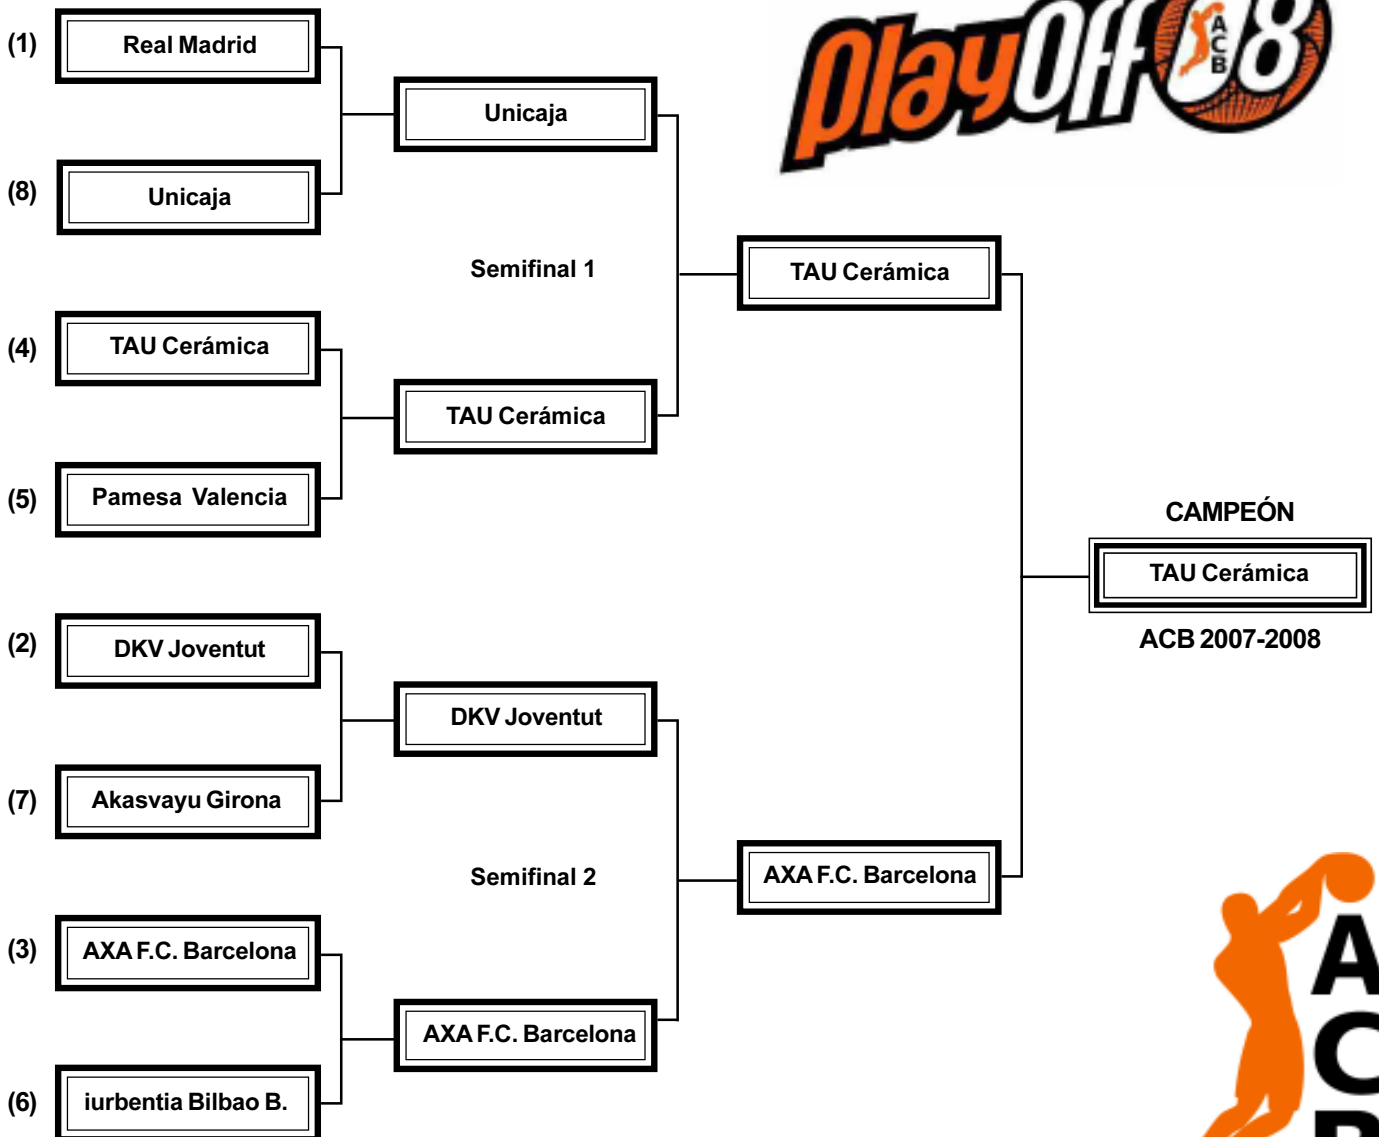 PlayOff 08
ACB
(1) Real Madrid
Unicaja
(8) Unicaja
Semifinal 1
TAU Cerámica
(4) TAU Cerámica
TAU Cerámica
(5) Pamesa Valencia
CAMPEÓN
TAU Cerámica
ACB 2007-2008
(2) DKV Joventut
DKV Joventut
(7) Akasvayu Girona
Semifinal 2
AXA F.C. Barcelona
(3) AXA F.C. Barcelona
AXA F.C. Barcelona
(6) iurbentia Bilbao B.
A
C
B